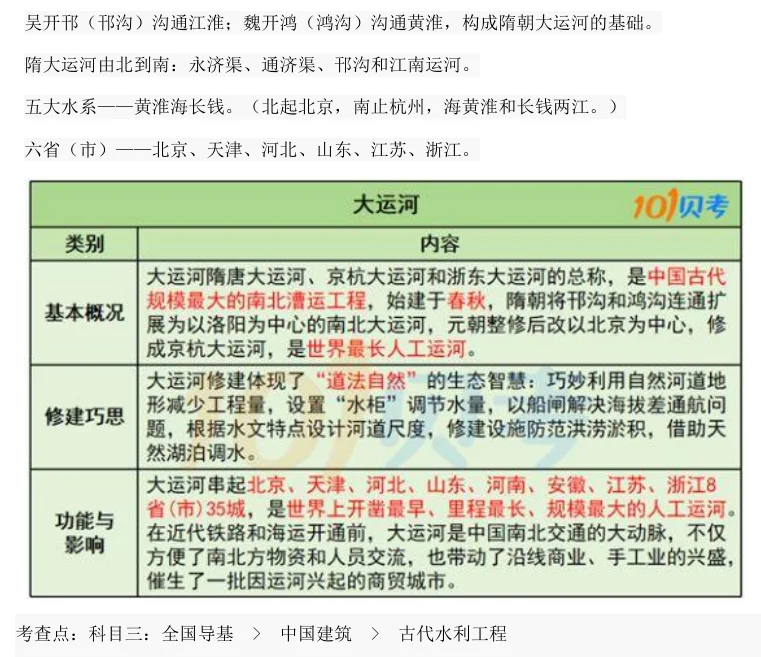 吴开邗（邗沟）沟通江淮；魏开鸿（鸿沟）沟通黄淮，构成隋朝大运河的基础。
隋大运河由北到南：永济渠、通济渠、邗沟和江南运河。
五大水系——黄淮海长钱。（北起北京，南止杭州，海黄淮和长钱两江。）
六省（市）——北京、天津、河北、山东、江苏、浙江。
大运河
101贝考
类别
内容
基本概况
大运河隋唐大运河、京杭大运河和浙东大运河的总称，是中国古代
规模最大的南北漕运工程，始建于春秋，隋朝将邗沟和鸿沟连通扩
展为以洛阳为中心的南北大运河，元朝整修后改以北京为中心，修
成京杭大运河，是世界最长人工运河。
修建巧思
大运河修建体现了“道法自然”的生态智慧：巧妙利用自然河道地
形减少工程量，设置“水柜”调节水量，以船闸解决海拔差通航问
题，根据水文特点设计河道尺度，修建设施防范洪涝淤积，借助天
然湖泊调水。
功能与
影响
大运河串起北京、天津、河北、山东、河南、安徽、江苏、浙江8
省(市)35城，是世界上开凿最早、里程最长、规模最大的人工运河。
在近代铁路和海运开通前，大运河是中国南北交通的大动脉，不仅
方便了南北方物资和人员交流，也带动了沿线商业、手工业的兴盛，
催生了一批因运河兴起的商贸城市。
101贝考
考查点：科目三：全国导基 > 中国建筑 > 古代水利工程